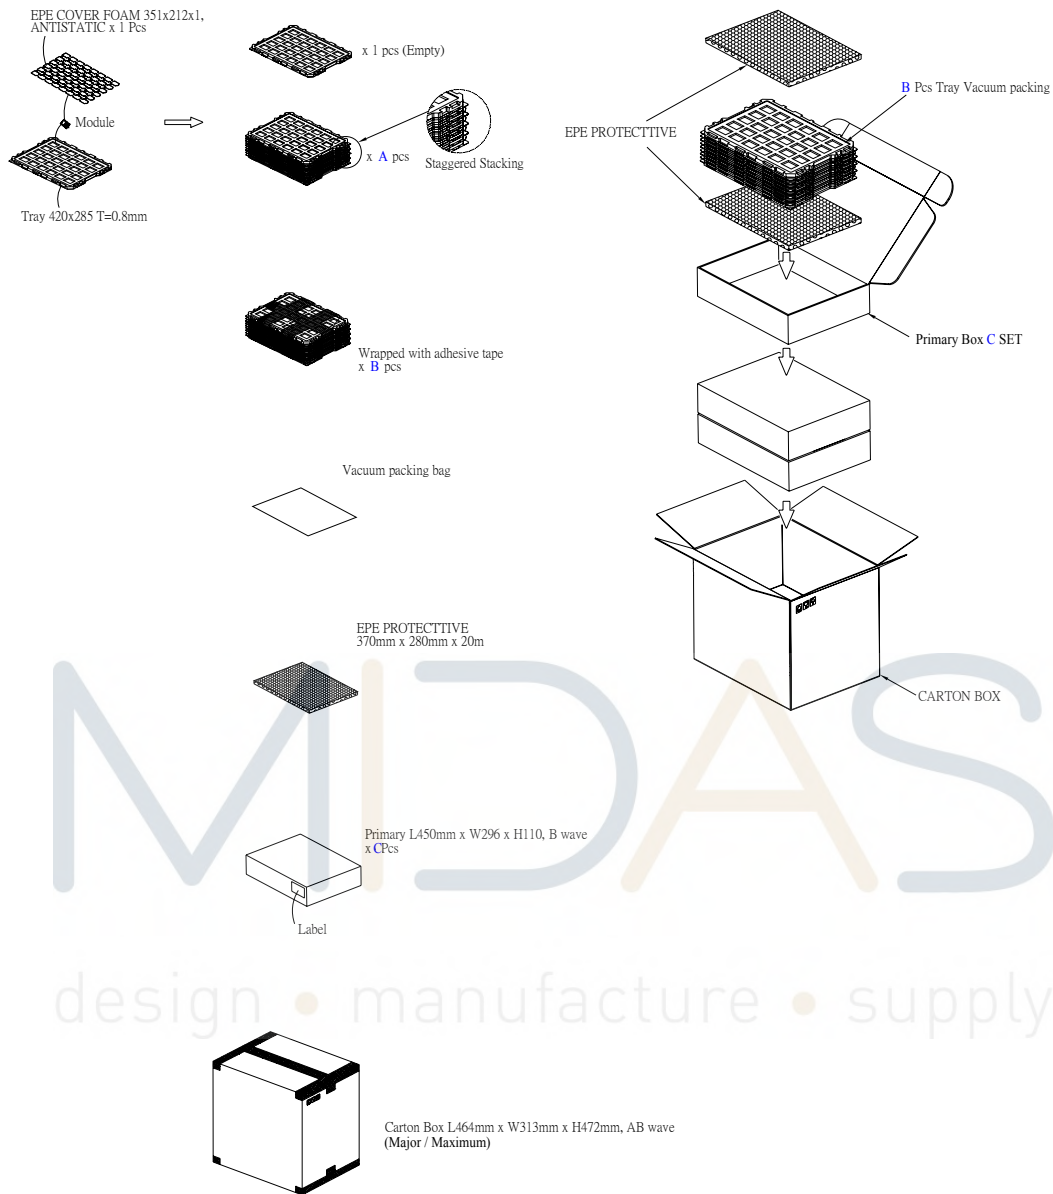 EPE COVER FOAM 351x212x1,
ANTISTATIC x 1 Pcs
Module
Tray 420x285 T=0.8mm
x 1 pcs (Empty)
x A pcs
Staggered Stacking
Wrapped with adhesive tape
x B pcs
Vacuum packing bag
EPE PROTECTTIVE
370mm x 280mm x 20m
Primary L450mm x W296 x H110, B wave
x CPcs
Label
Carton Box L464mm x W313mm x H472mm, AB wave
(Major / Maximum)
B Pcs Tray Vacuum packing
EPE PROTECTTIVE
Primary Box C SET
CARTON BOX
MIDAS
design • manufacture • supply